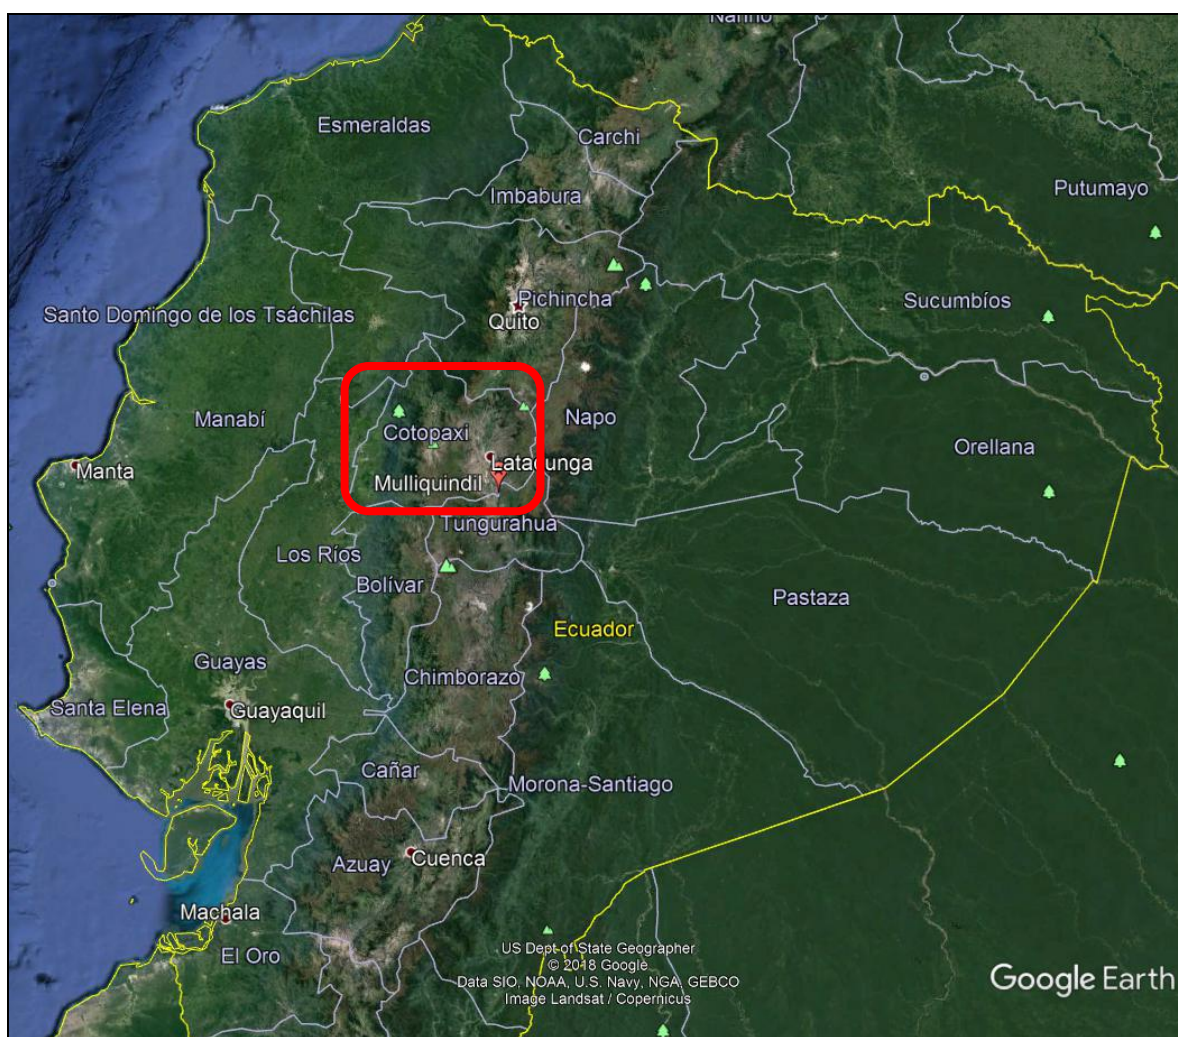 Nariño
Esmeraldas
Carchi
Imbabura
Putumayo
Pichincha
Sucumbíos
Santo Domingo de los Tsáchilas
Quito
Manabí
Napo
Cotopaxi
Orellana
Manta
Latacunga
Mulliquindil
Tungurahua
Los Ríos
Bolívar
Pastaza
Ecuador
Guayas
Chimborazo
Santa Elena
Guayaquil
Cañar
Morona-Santiago
Azuay
Cuenca
Machala
El Oro
US Dept of State Geographer
© 2018 Google
Data SIO, NOAA, U.S. Navy, NGA, GEBCO
Image Landsat / Copernicus
Google Earth